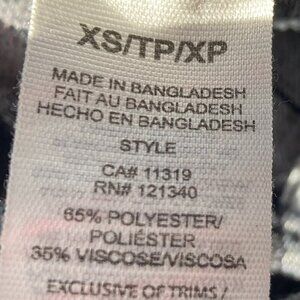 XS/TP/XP
MADE IN BANGLADESH
FAIT AU BANGLADESH
HECHO EN BANGLADESH
STYLE
CA# 11319
RN# 121340
65% POLYESTER/
POLIÉSTER
35% VISCOSE/VISCOSA
EXCLUSIVE OF TRIMS /